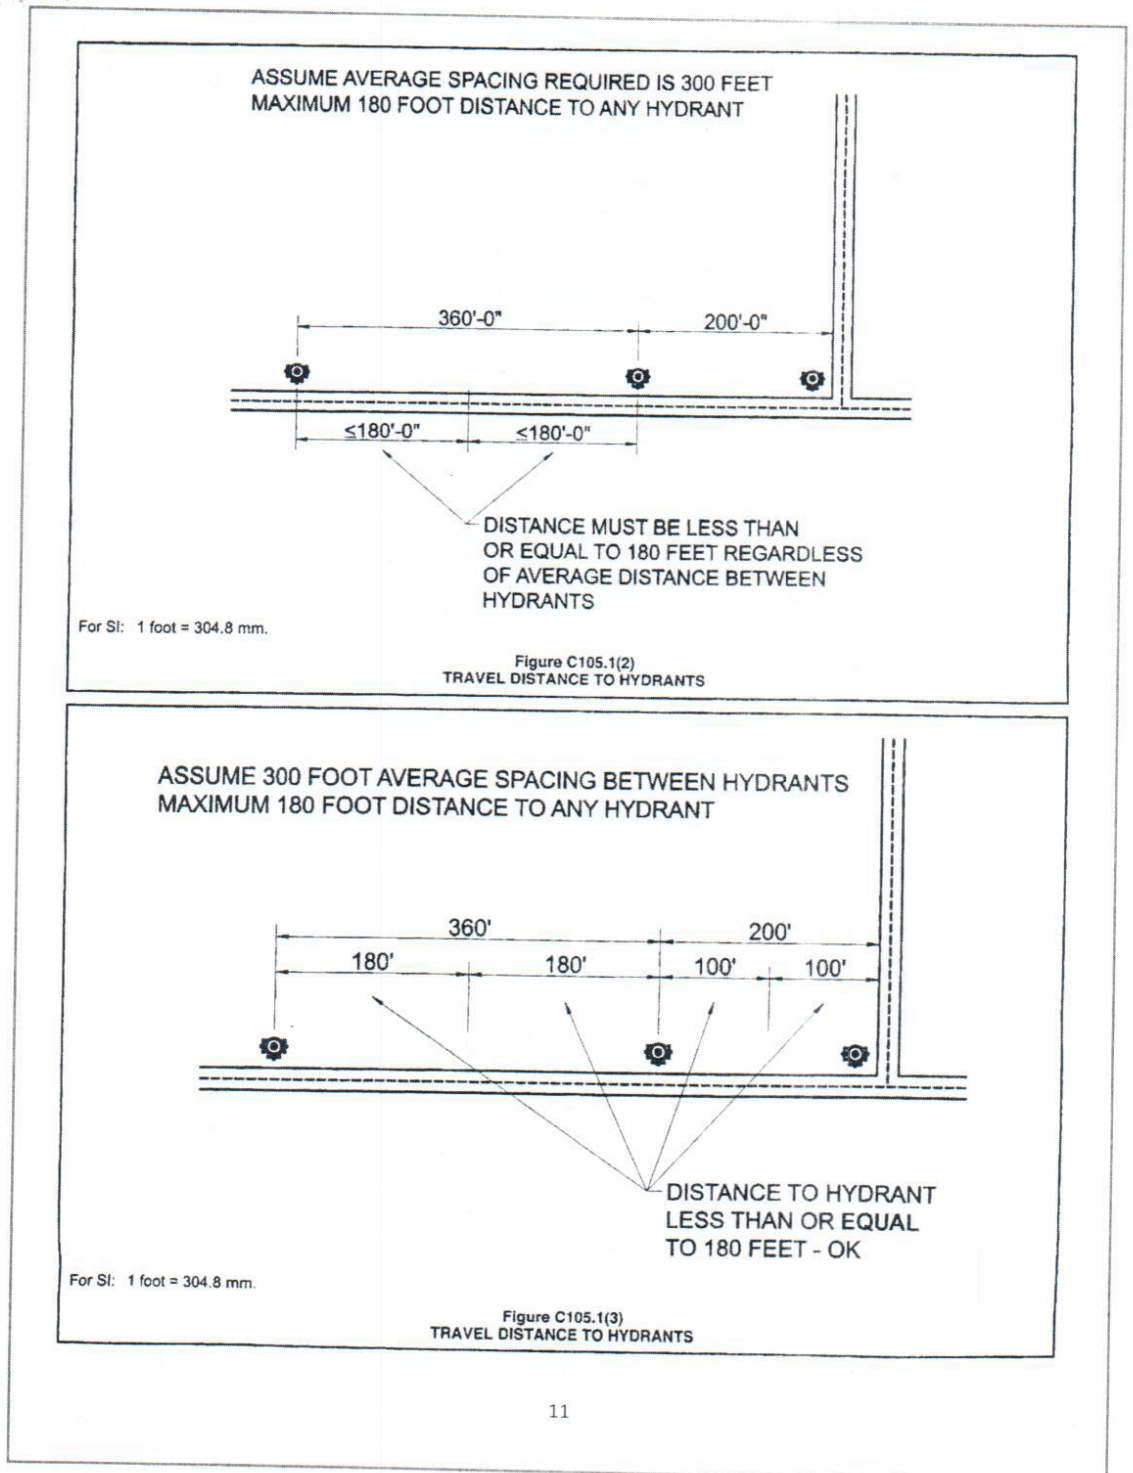 ASSUME AVERAGE SPACING REQUIRED IS 300 FEET
MAXIMUM 180 FOOT DISTANCE TO ANY HYDRANT
360'-0"
200'-0"
≤180'-0"
≤180'-0"
DISTANCE MUST BE LESS THAN
OR EQUAL TO 180 FEET REGARDLESS
OF AVERAGE DISTANCE BETWEEN
HYDRANTS
For SI: 1 foot = 304.8 mm.
Figure C105.1(2)
TRAVEL DISTANCE TO HYDRANTS
ASSUME 300 FOOT AVERAGE SPACING BETWEEN HYDRANTS
MAXIMUM 180 FOOT DISTANCE TO ANY HYDRANT
360'
200'
180'
180'
100'
100'
DISTANCE TO HYDRANT
LESS THAN OR EQUAL
TO 180 FEET - OK
For SI: 1 foot = 304.8 mm.
Figure C105.1(3)
TRAVEL DISTANCE TO HYDRANTS
11